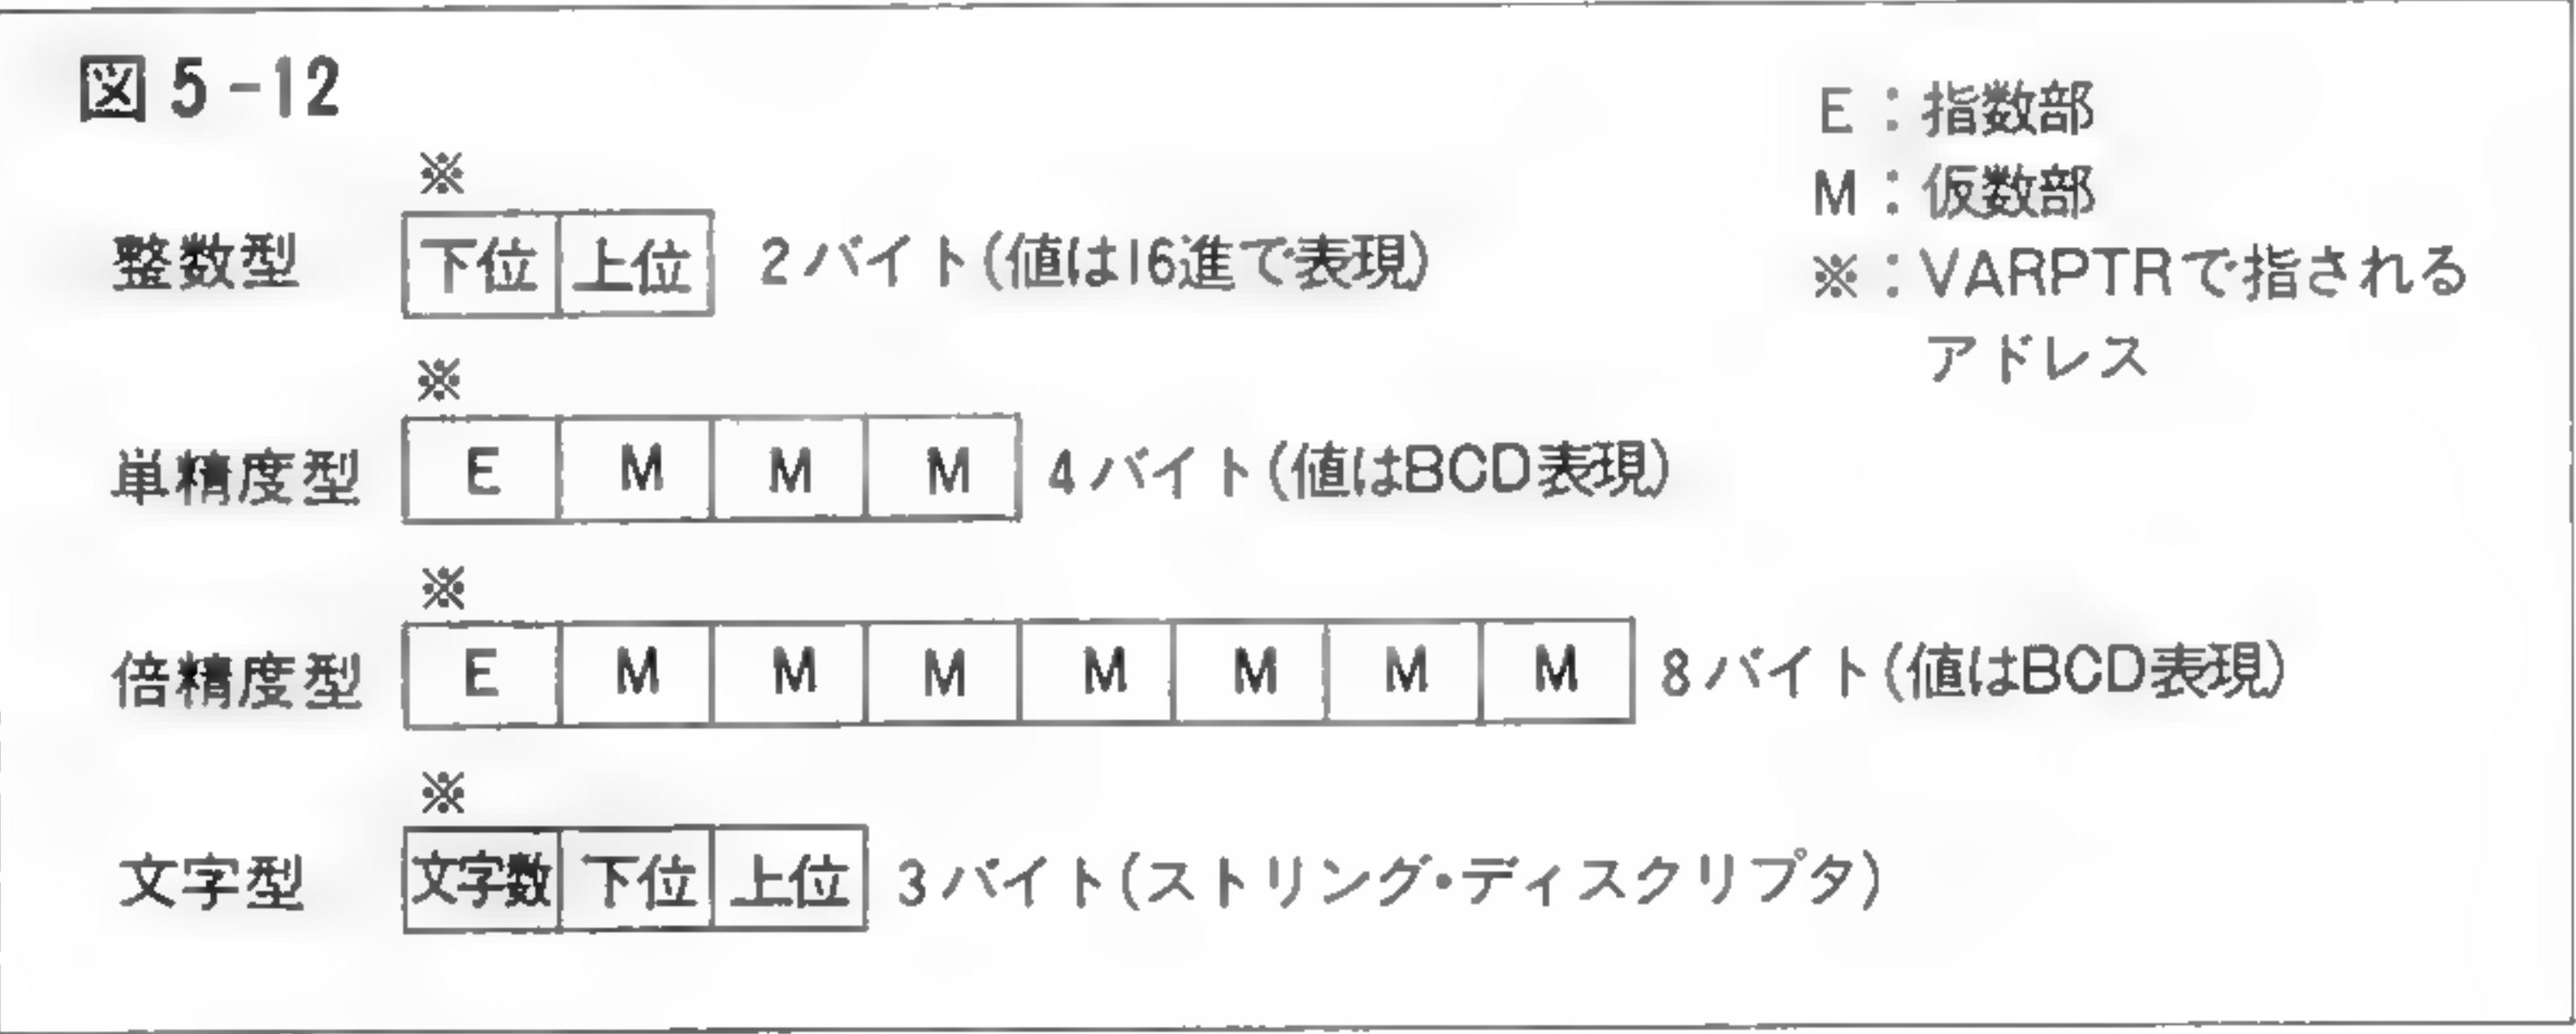 図5-12
E：指数部
M：仮数部
※：VARPTRで指される
アドレス
※
整数型 下位 上位 2バイト(値は16進で表現)
※
単精度型 E M M M 4バイト(値はBCD表現)
※
倍精度型 E M M M M M M M 8バイト(値はBCD表現)
※
文字型 文字数 下位 上位 3バイト(ストリング・ディスクリプタ)